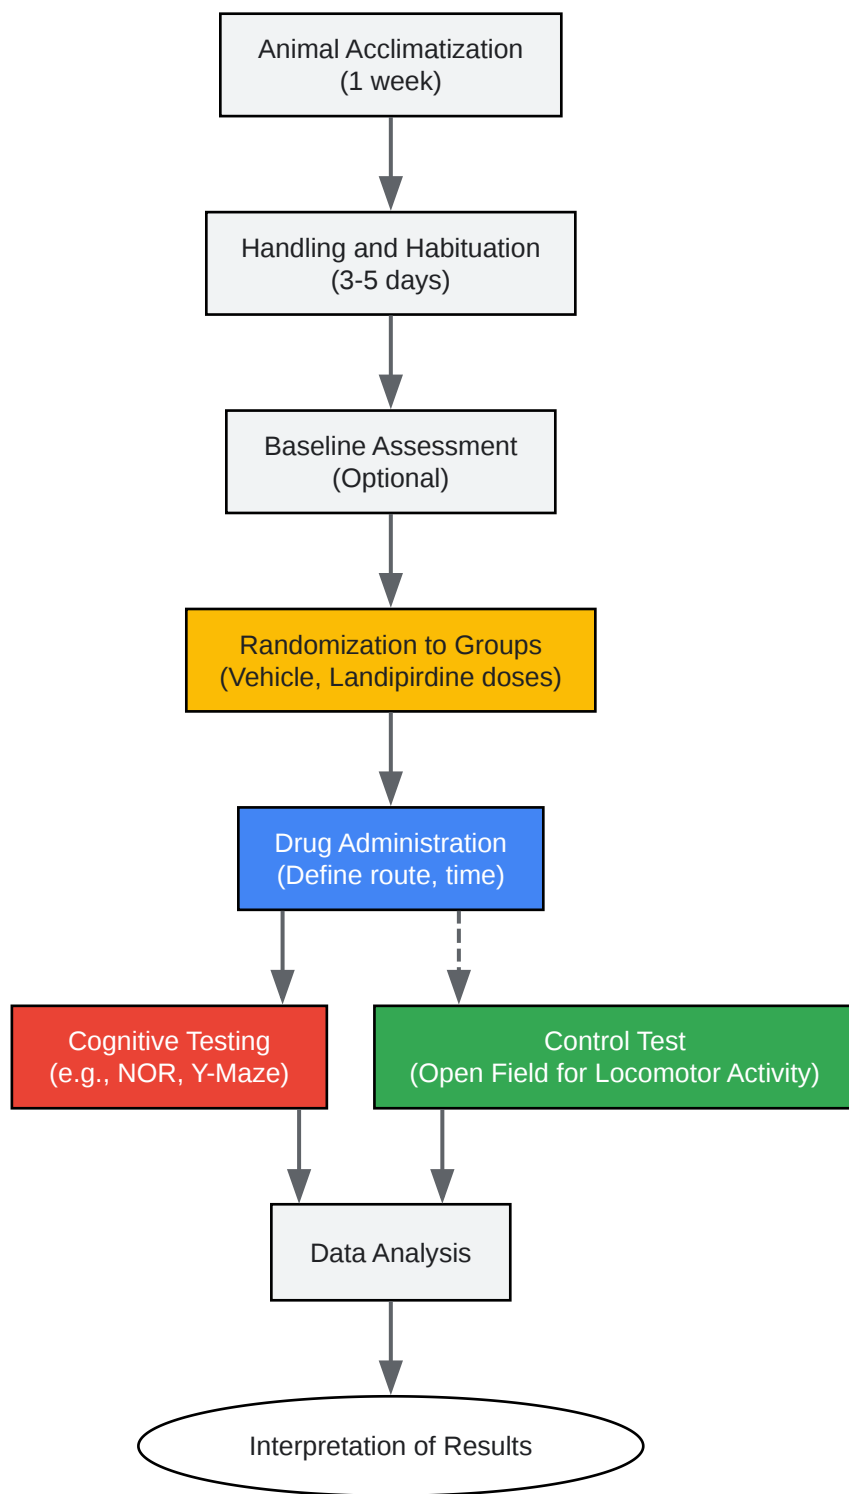 Animal Acclimatization
(1 week)
Handling and Habituation
(3-5 days)
Baseline Assessment
(Optional)
Randomization to Groups
(Vehicle, Landipirdine doses)
Drug Administration
(Define route, time)
Cognitive Testing
(e.g., NOR, Y-Maze)
Control Test
(Open Field for Locomotor Activity)
Data Analysis
Interpretation of Results